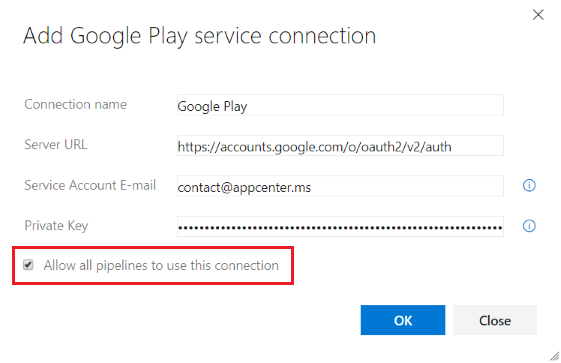 Add Google Play service connection
Connection name Google Play
Server URL https://accounts.google.com/o/oauth2/v2/auth
Service Account E-mail contact@appcenter.ms
Private Key ••••••••••••••••••••••••••••••••••••••••••••••••••••••••••••••
Allow all pipelines to use this connection
OK Close